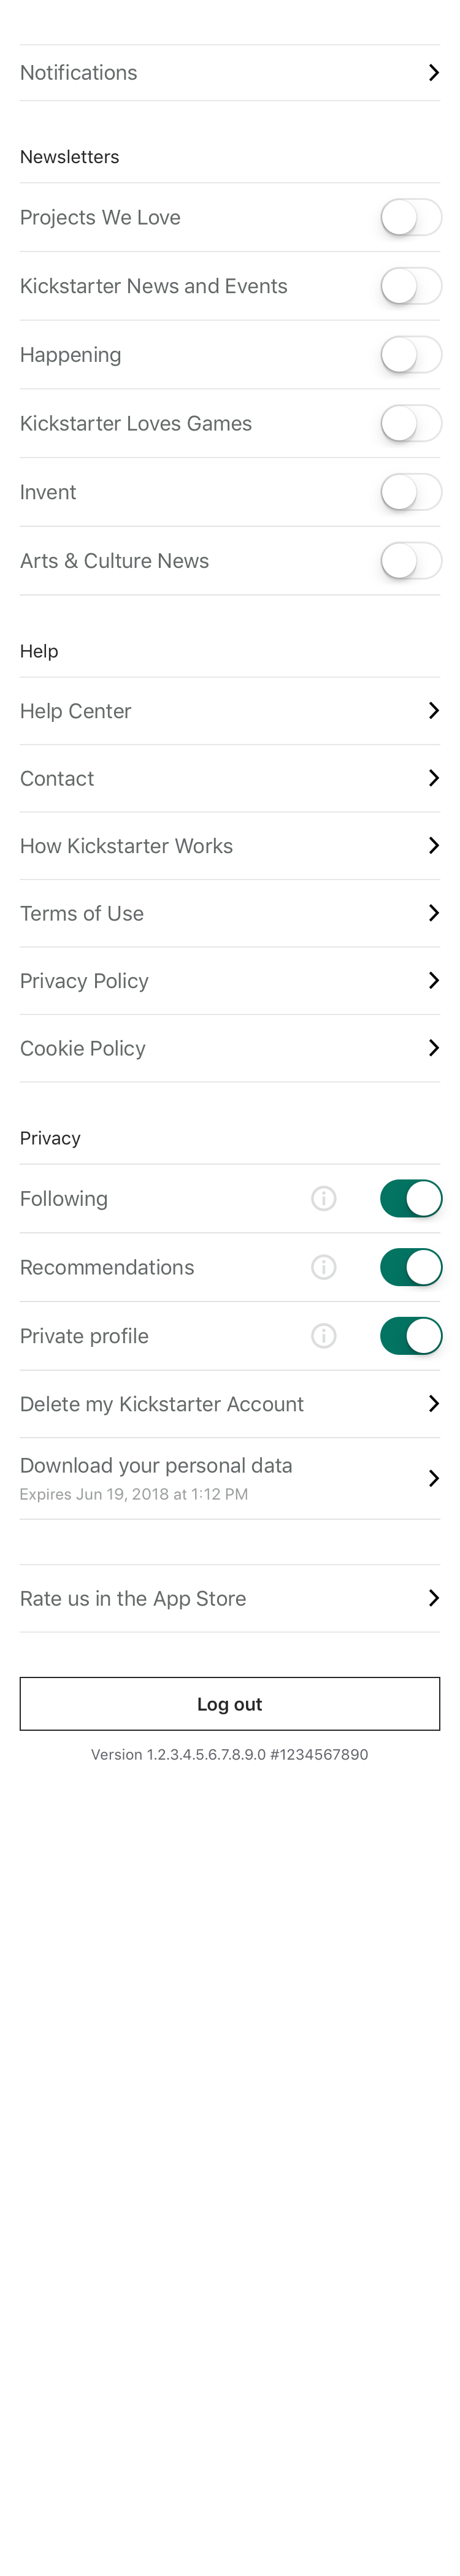 Notifications
Newsletters
Projects We Love
Kickstarter News and Events
Happening
Kickstarter Loves Games
Invent
Arts & Culture News
Help
Help Center
Contact
How Kickstarter Works
Terms of Use
Privacy Policy
Cookie Policy
Privacy
Following
Recommendations
Private profile
Delete my Kickstarter Account
Download your personal data
Expires Jun 19, 2018 at 1:12 PM
Rate us in the App Store
Log out
Version 1.2.3.4.5.6.7.8.9.0 #1234567890